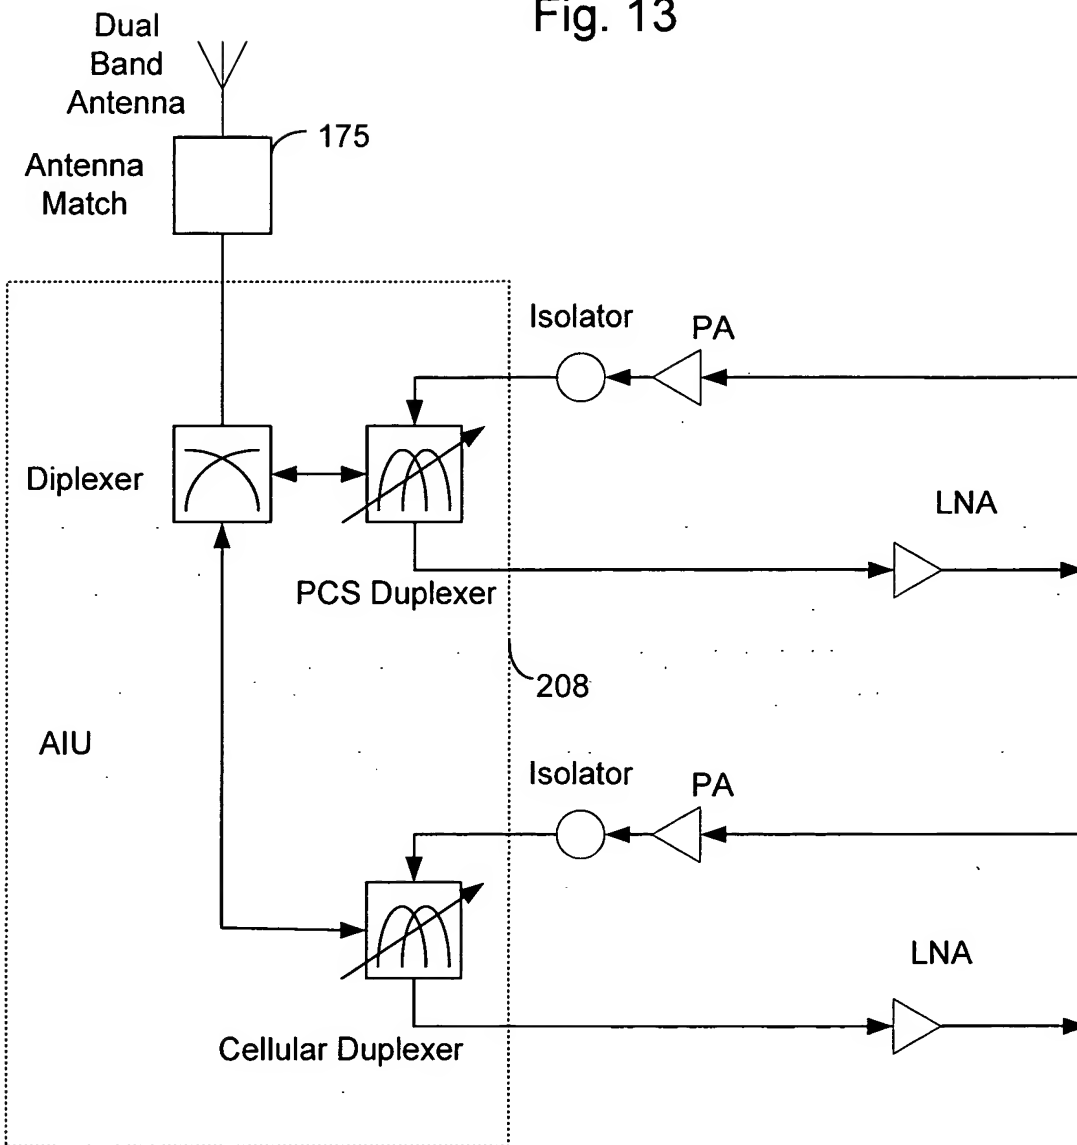 Fig. 13
Dual
Band
Antenna
175
Antenna
Match
Isolator
PA
Diplexer
LNA
PCS Duplexer
208
AIU
Isolator
PA
LNA
Cellular Duplexer